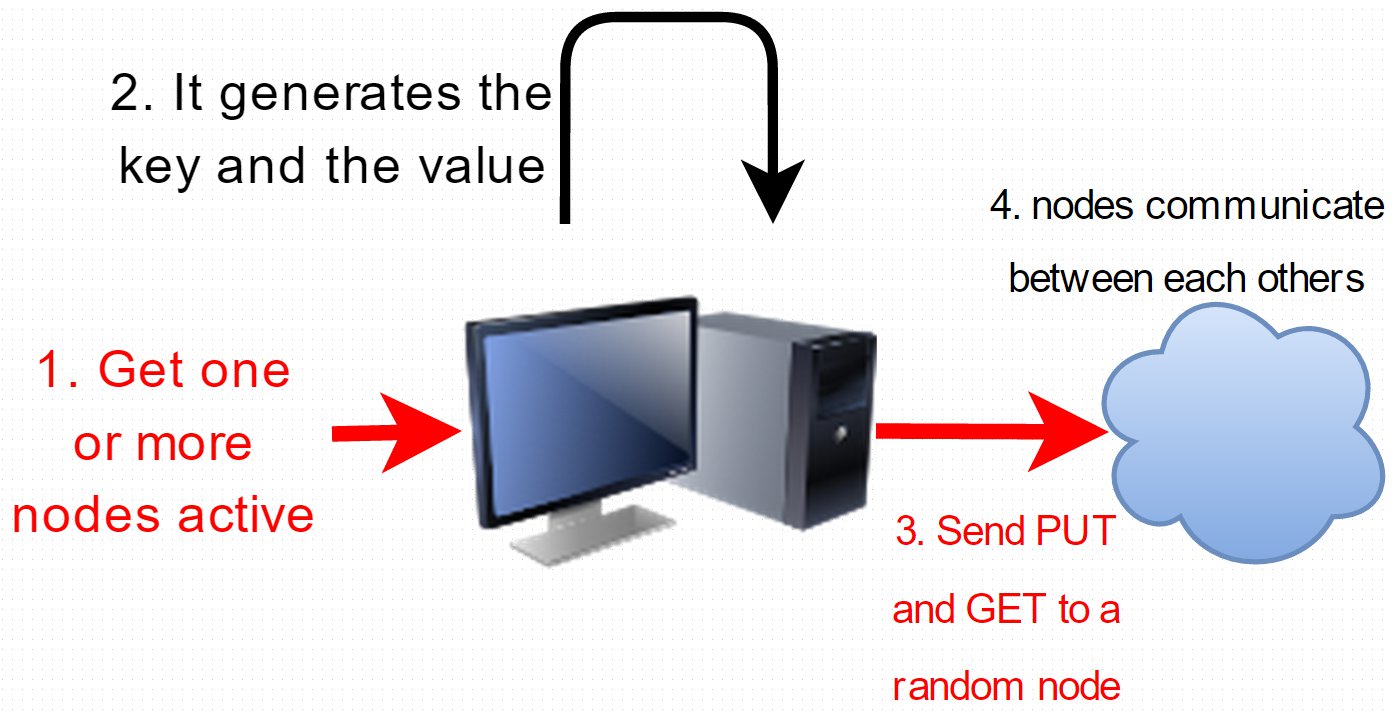 1. Get one
or more
nodes active
2. It generates the
key and the value
3. Send PUT
and GET to a
random node
4. nodes communicate
between each others